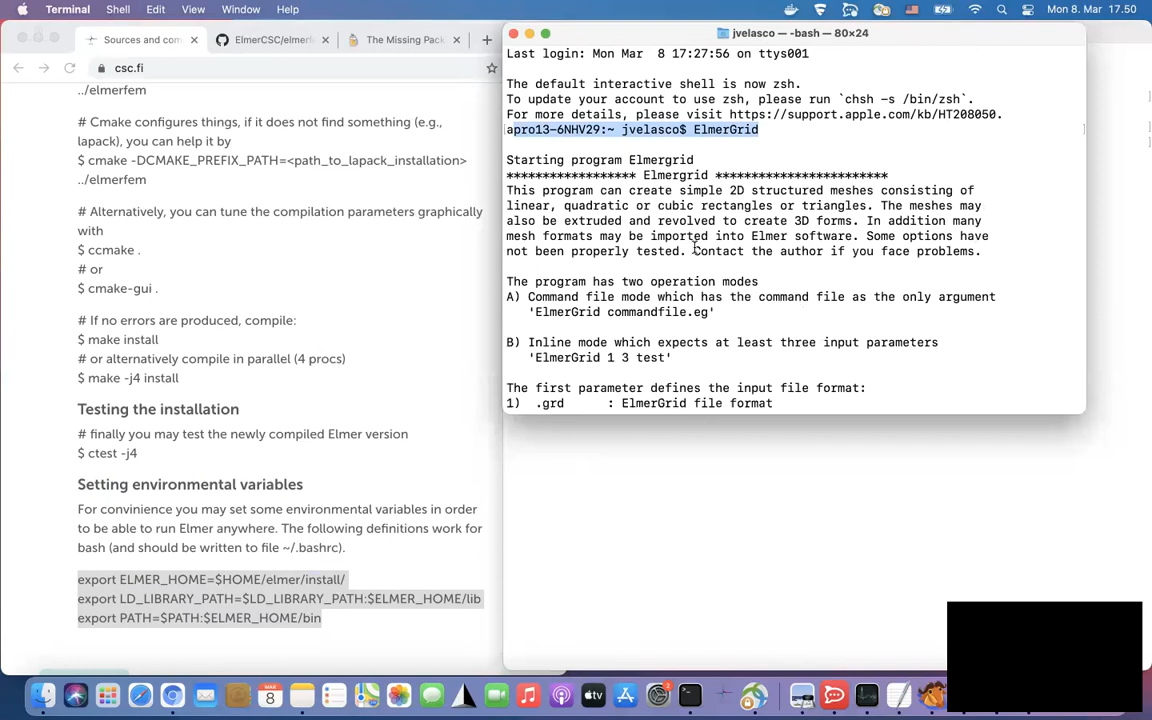 Terminal Shell Edit View Window Help
Mon 8. Mar 17.50
Sources and com
ElmerCSC/elmerf
The Missing Pack
csc.fi
../elmerfem
# Cmake configures things, if it does not find something (e.g.,
lapack), you can help it by
$ cmake -DCMAKE_PREFIX_PATH=<path_to_lapack_installation>
../elmerfem
# Alternatively, you can tune the compilation parameters graphically
with
$ ccmake .
# or
$ cmake-gui .
# If no errors are produced, compile:
$ make install
# or alternatively compile in parallel (4 procs)
$ make -j4 install
Testing the installation
# finally you may test the newly compiled Elmer version
$ ctest -j4
Setting environmental variables
For convinience you may set some environmental variables in order
to be able to run Elmer anywhere. The following definitions work for
bash (and should be written to file ~/.bashrc).
export ELMER_HOME=$HOME/elmer/install/
export LD_LIBRARY_PATH=$LD_LIBRARY_PATH:$ELMER_HOME/lib
export PATH=$PATH:$ELMER_HOME/bin
jvelasco — -bash — 80×24
Last login: Mon Mar  8 17:27:56 on ttys001
The default interactive shell is now zsh.
To update your account to use zsh, please run `chsh -s /bin/zsh`.
For more details, please visit https://support.apple.com/kb/HT208050.
apro13-6NHV29:~ jvelasco$ ElmerGrid
Starting program Elmergrid
****************** Elmergrid ************************
This program can create simple 2D structured meshes consisting of
linear, quadratic or cubic rectangles or triangles. The meshes may
also be extruded and revolved to create 3D forms. In addition many
mesh formats may be imported into Elmer software. Some options have
not been properly tested. Contact the author if you face problems.
The program has two operation modes
A) Command file mode which has the command file as the only argument
'ElmerGrid commandfile.eg'
B) Inline mode which expects at least three input parameters
'ElmerGrid 1 3 test'
The first parameter defines the input file format:
1)  .grd      : ElmerGrid file format
MAR
8
tv